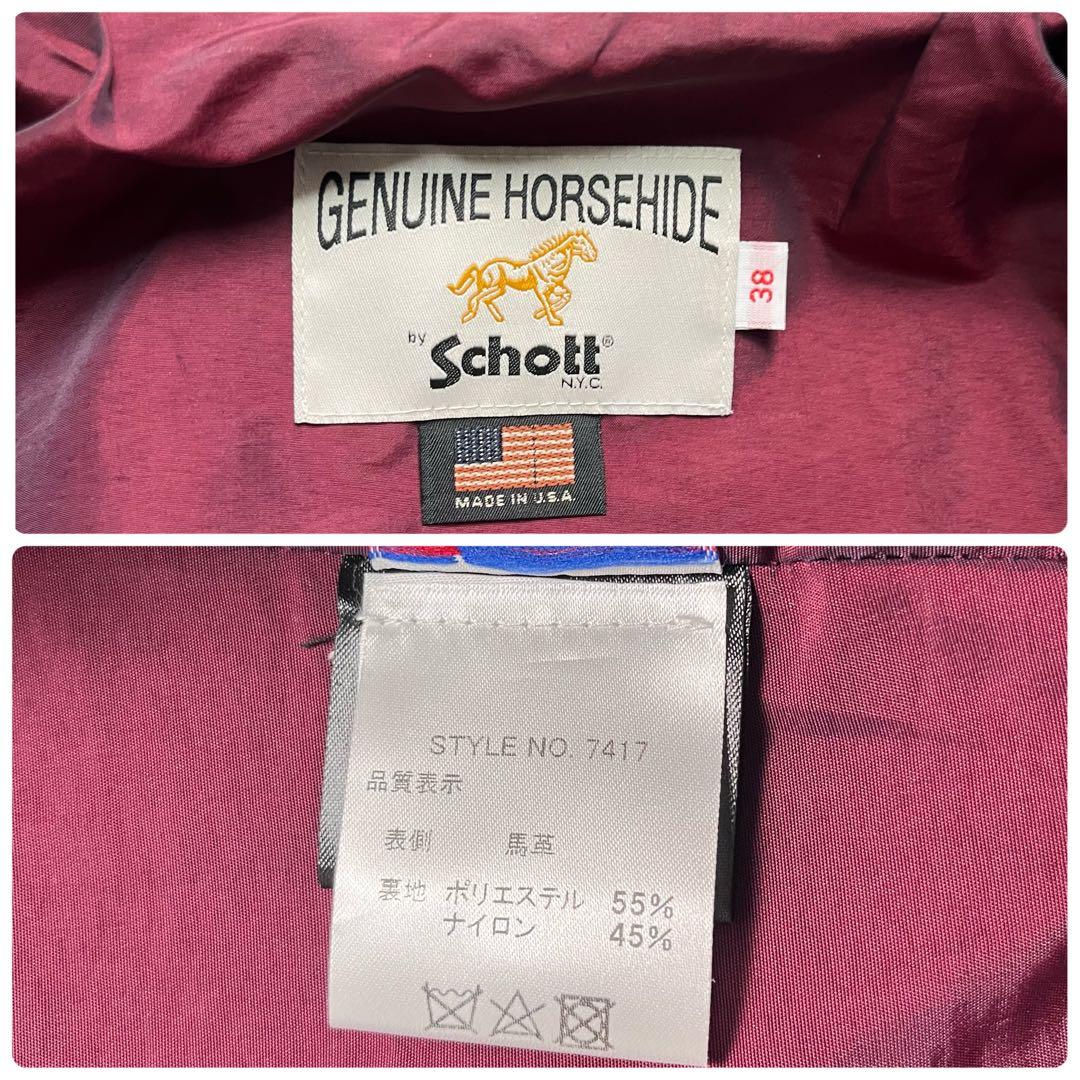 GENUINE HORSEHIDE
38
by Schott®
N.Y.C.
MADE IN U.S.A.
STYLE NO. 7417
品質表示
表側 馬革
裏地 ポリエステル 55%
ナイロン 45%